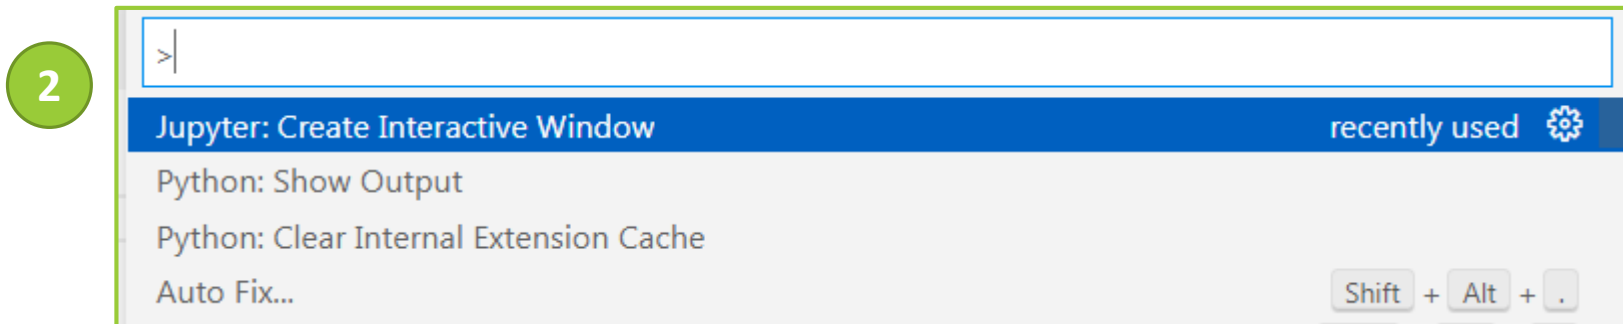 2
>
Jupyter: Create Interactive Window recently used
Python: Show Output
Python: Clear Internal Extension Cache
Auto Fix... Shift + Alt + .